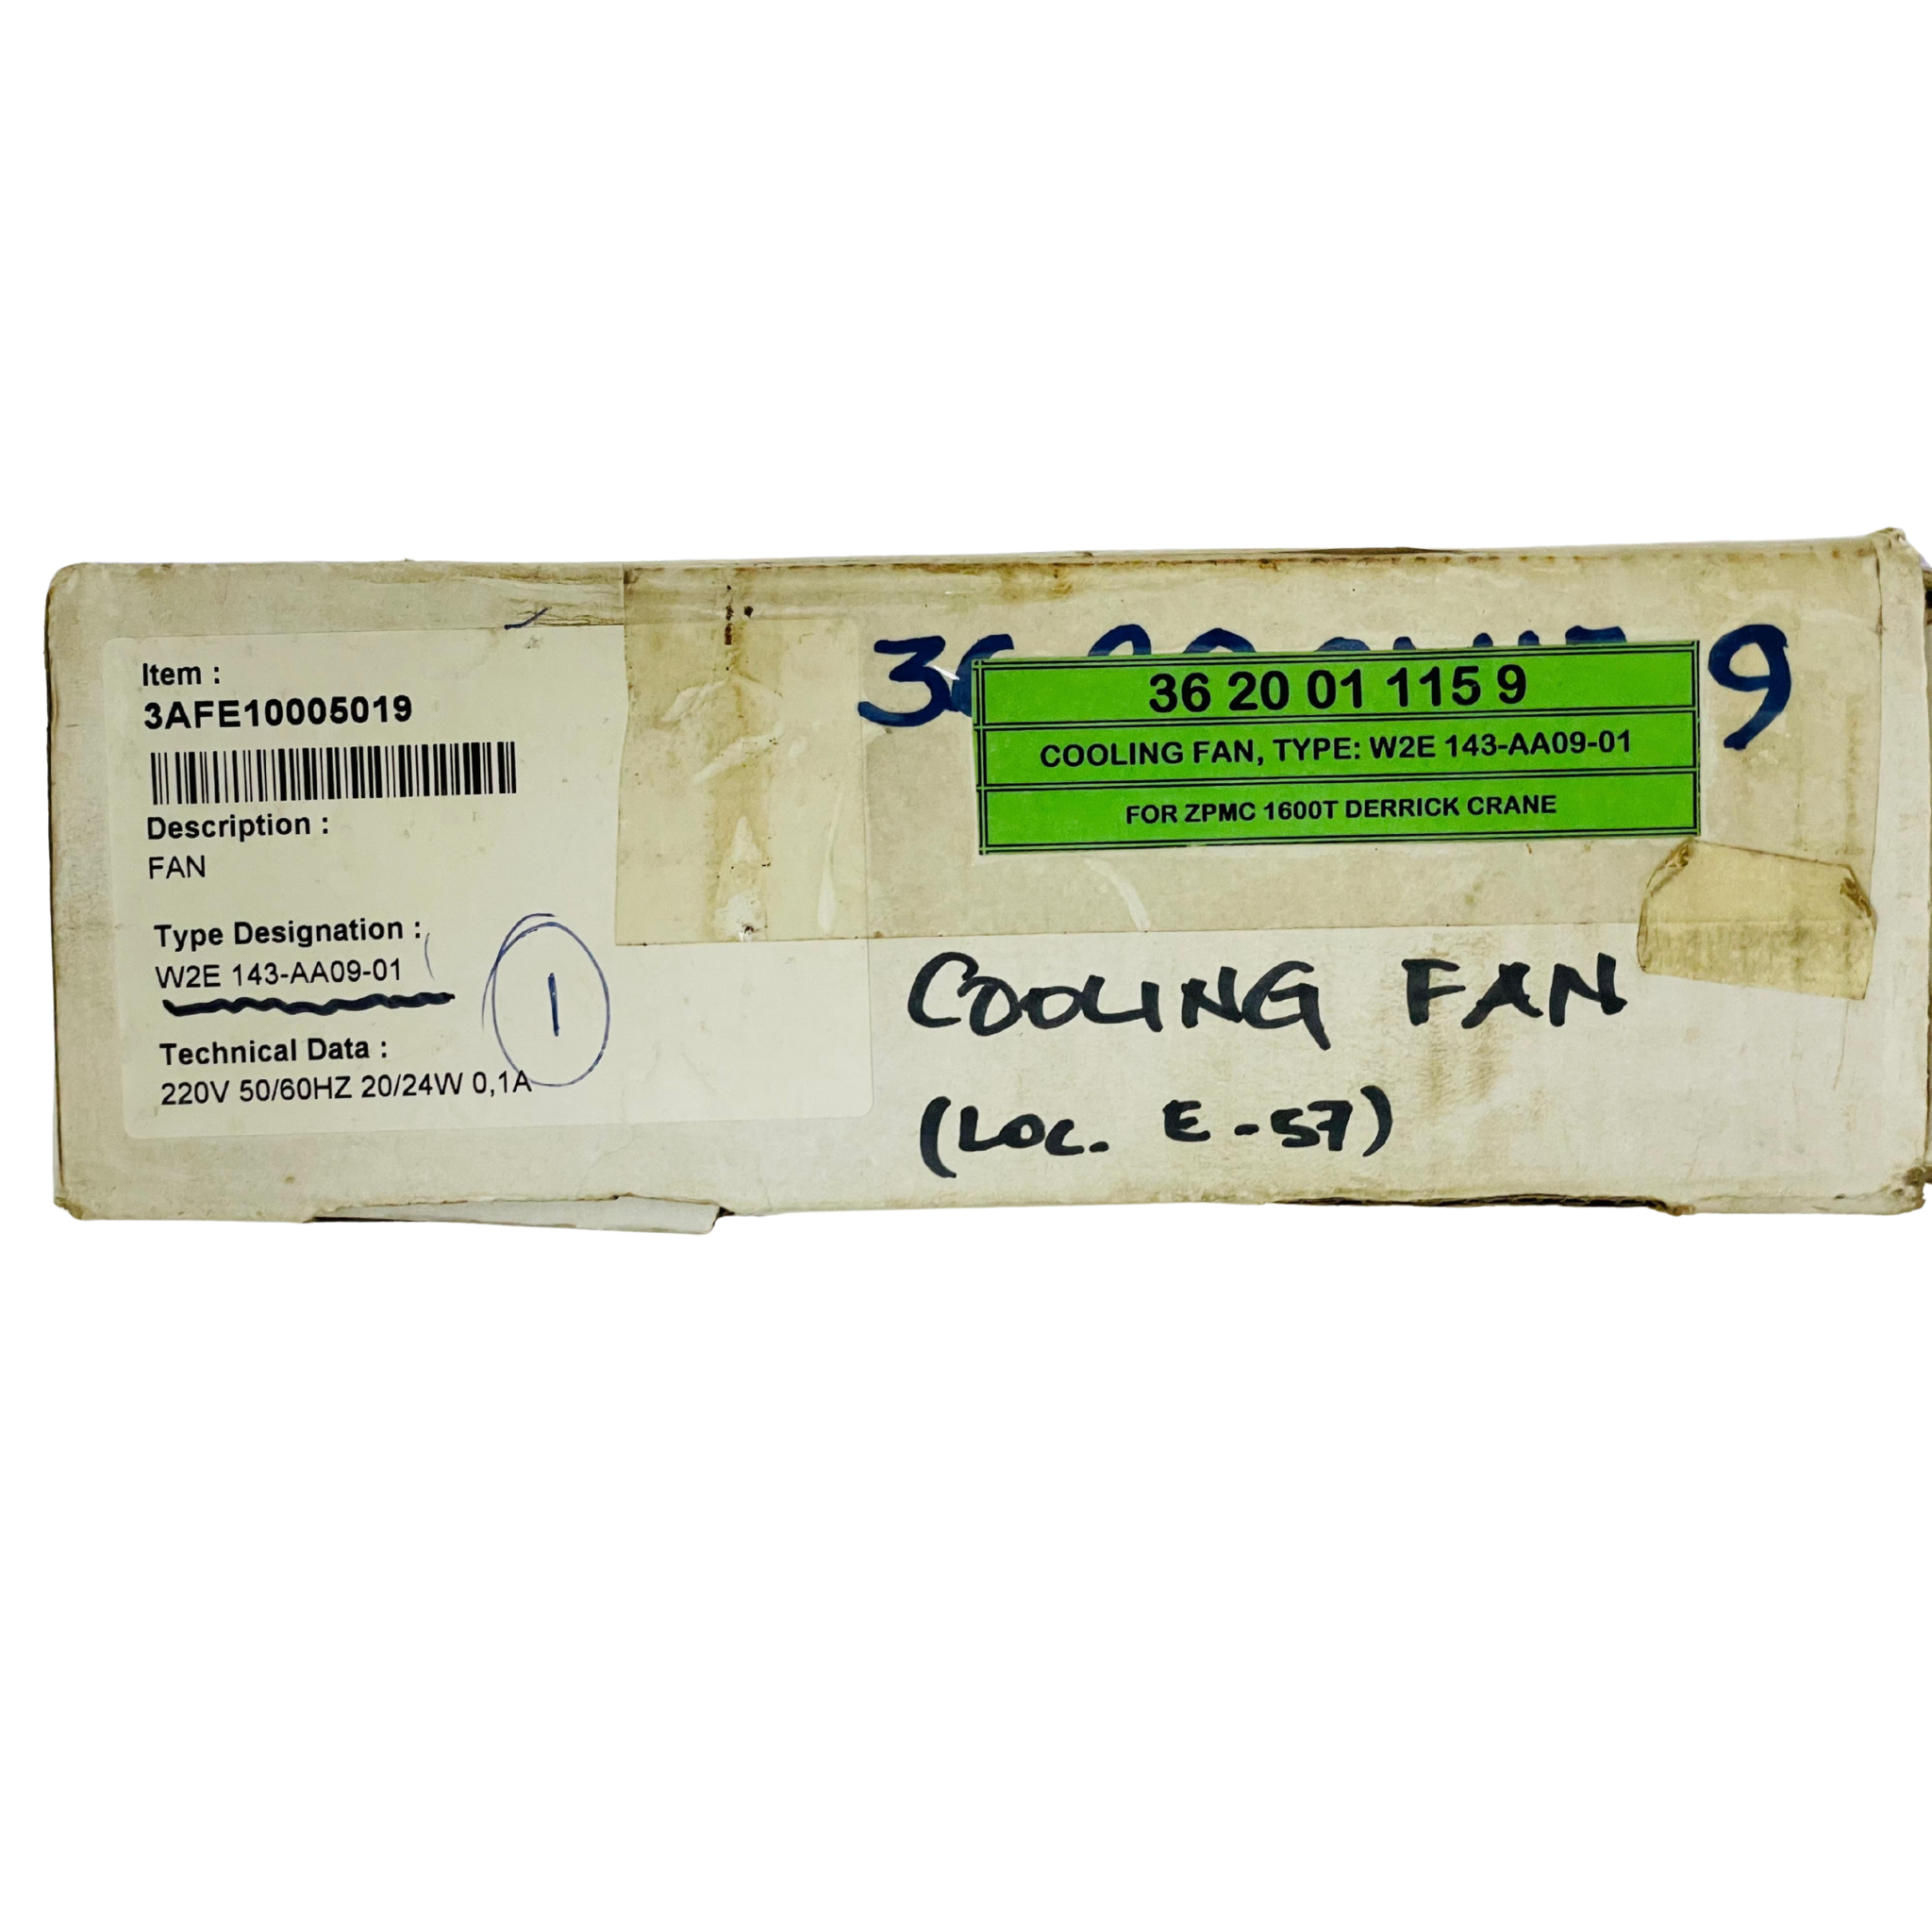 Item :
3AFE10005019
Description :
FAN
Type Designation :
W2E 143-AA09-01
1
Technical Data :
220V 50/60HZ 20/24W 0,1A
36
9
36 20 01 115 9
COOLING FAN, TYPE: W2E 143-AA09-01
FOR ZPMC 1600T DERRICK CRANE
COOLING FAN
(LOC. E-57)